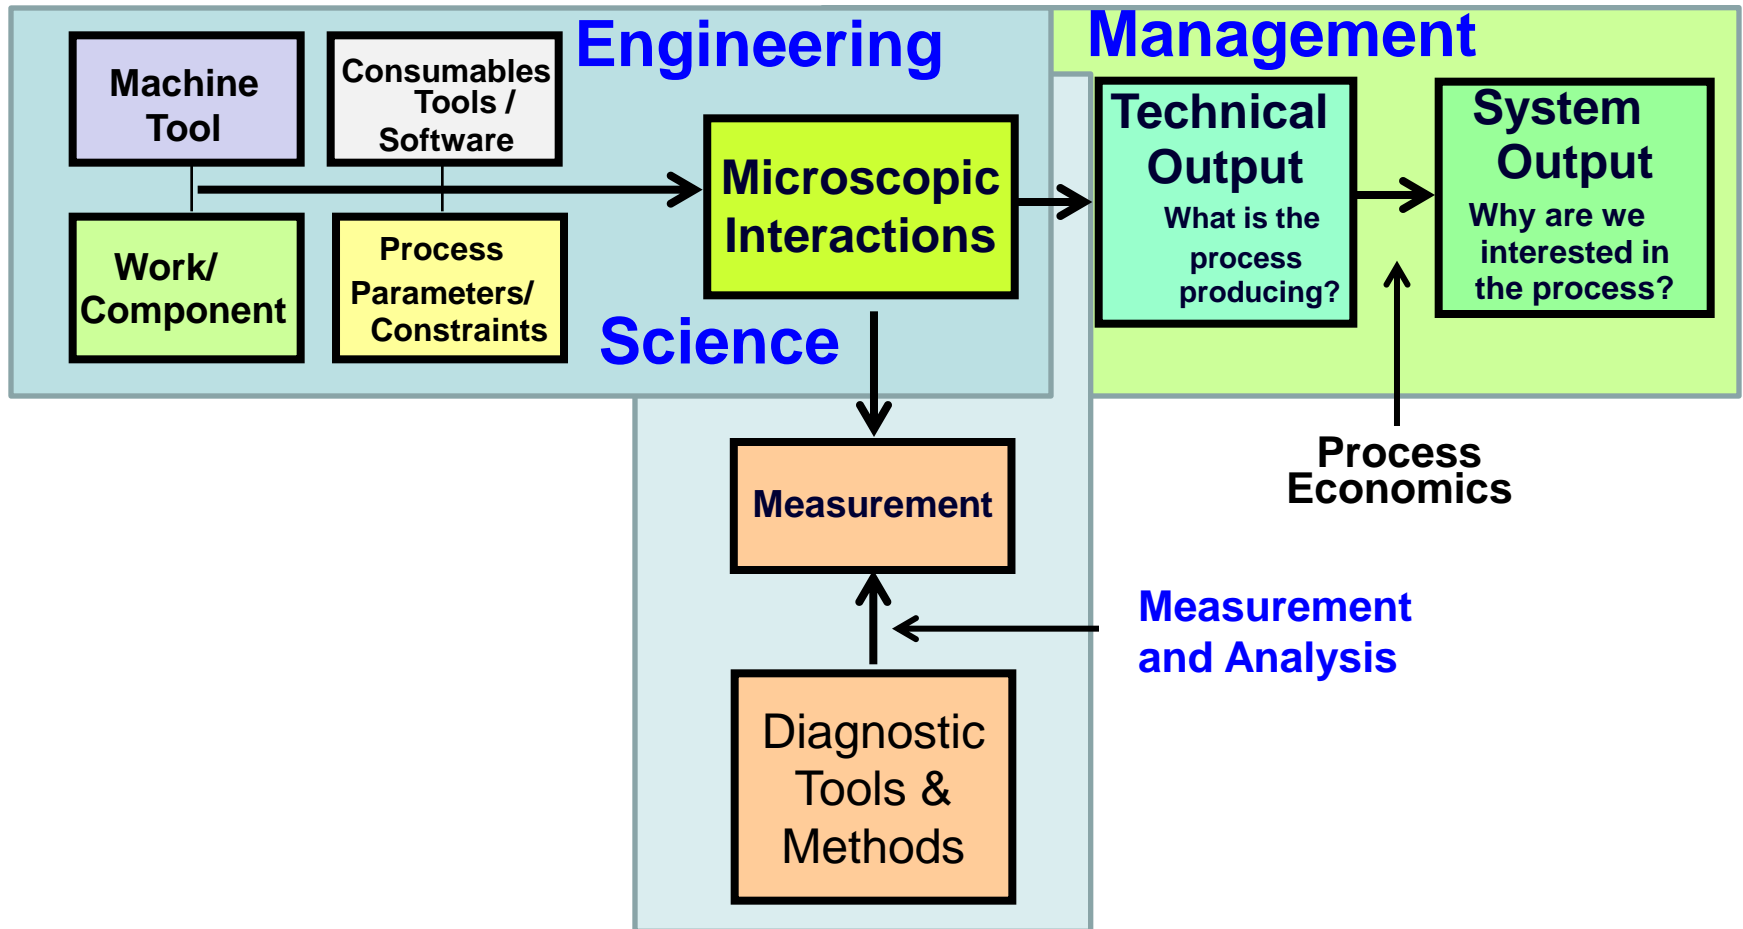 Engineering
Management
Machine
Tool
Consumables
Tools /
Software
Work/
Component
Process
Parameters/
Constraints
Microscopic
Interactions
Science
Technical
Output
What is the
process
producing?
System
Output
Why are we
interested in
the process?
Process
Economics
Measurement
Measurement
and Analysis
Diagnostic
Tools &
Methods